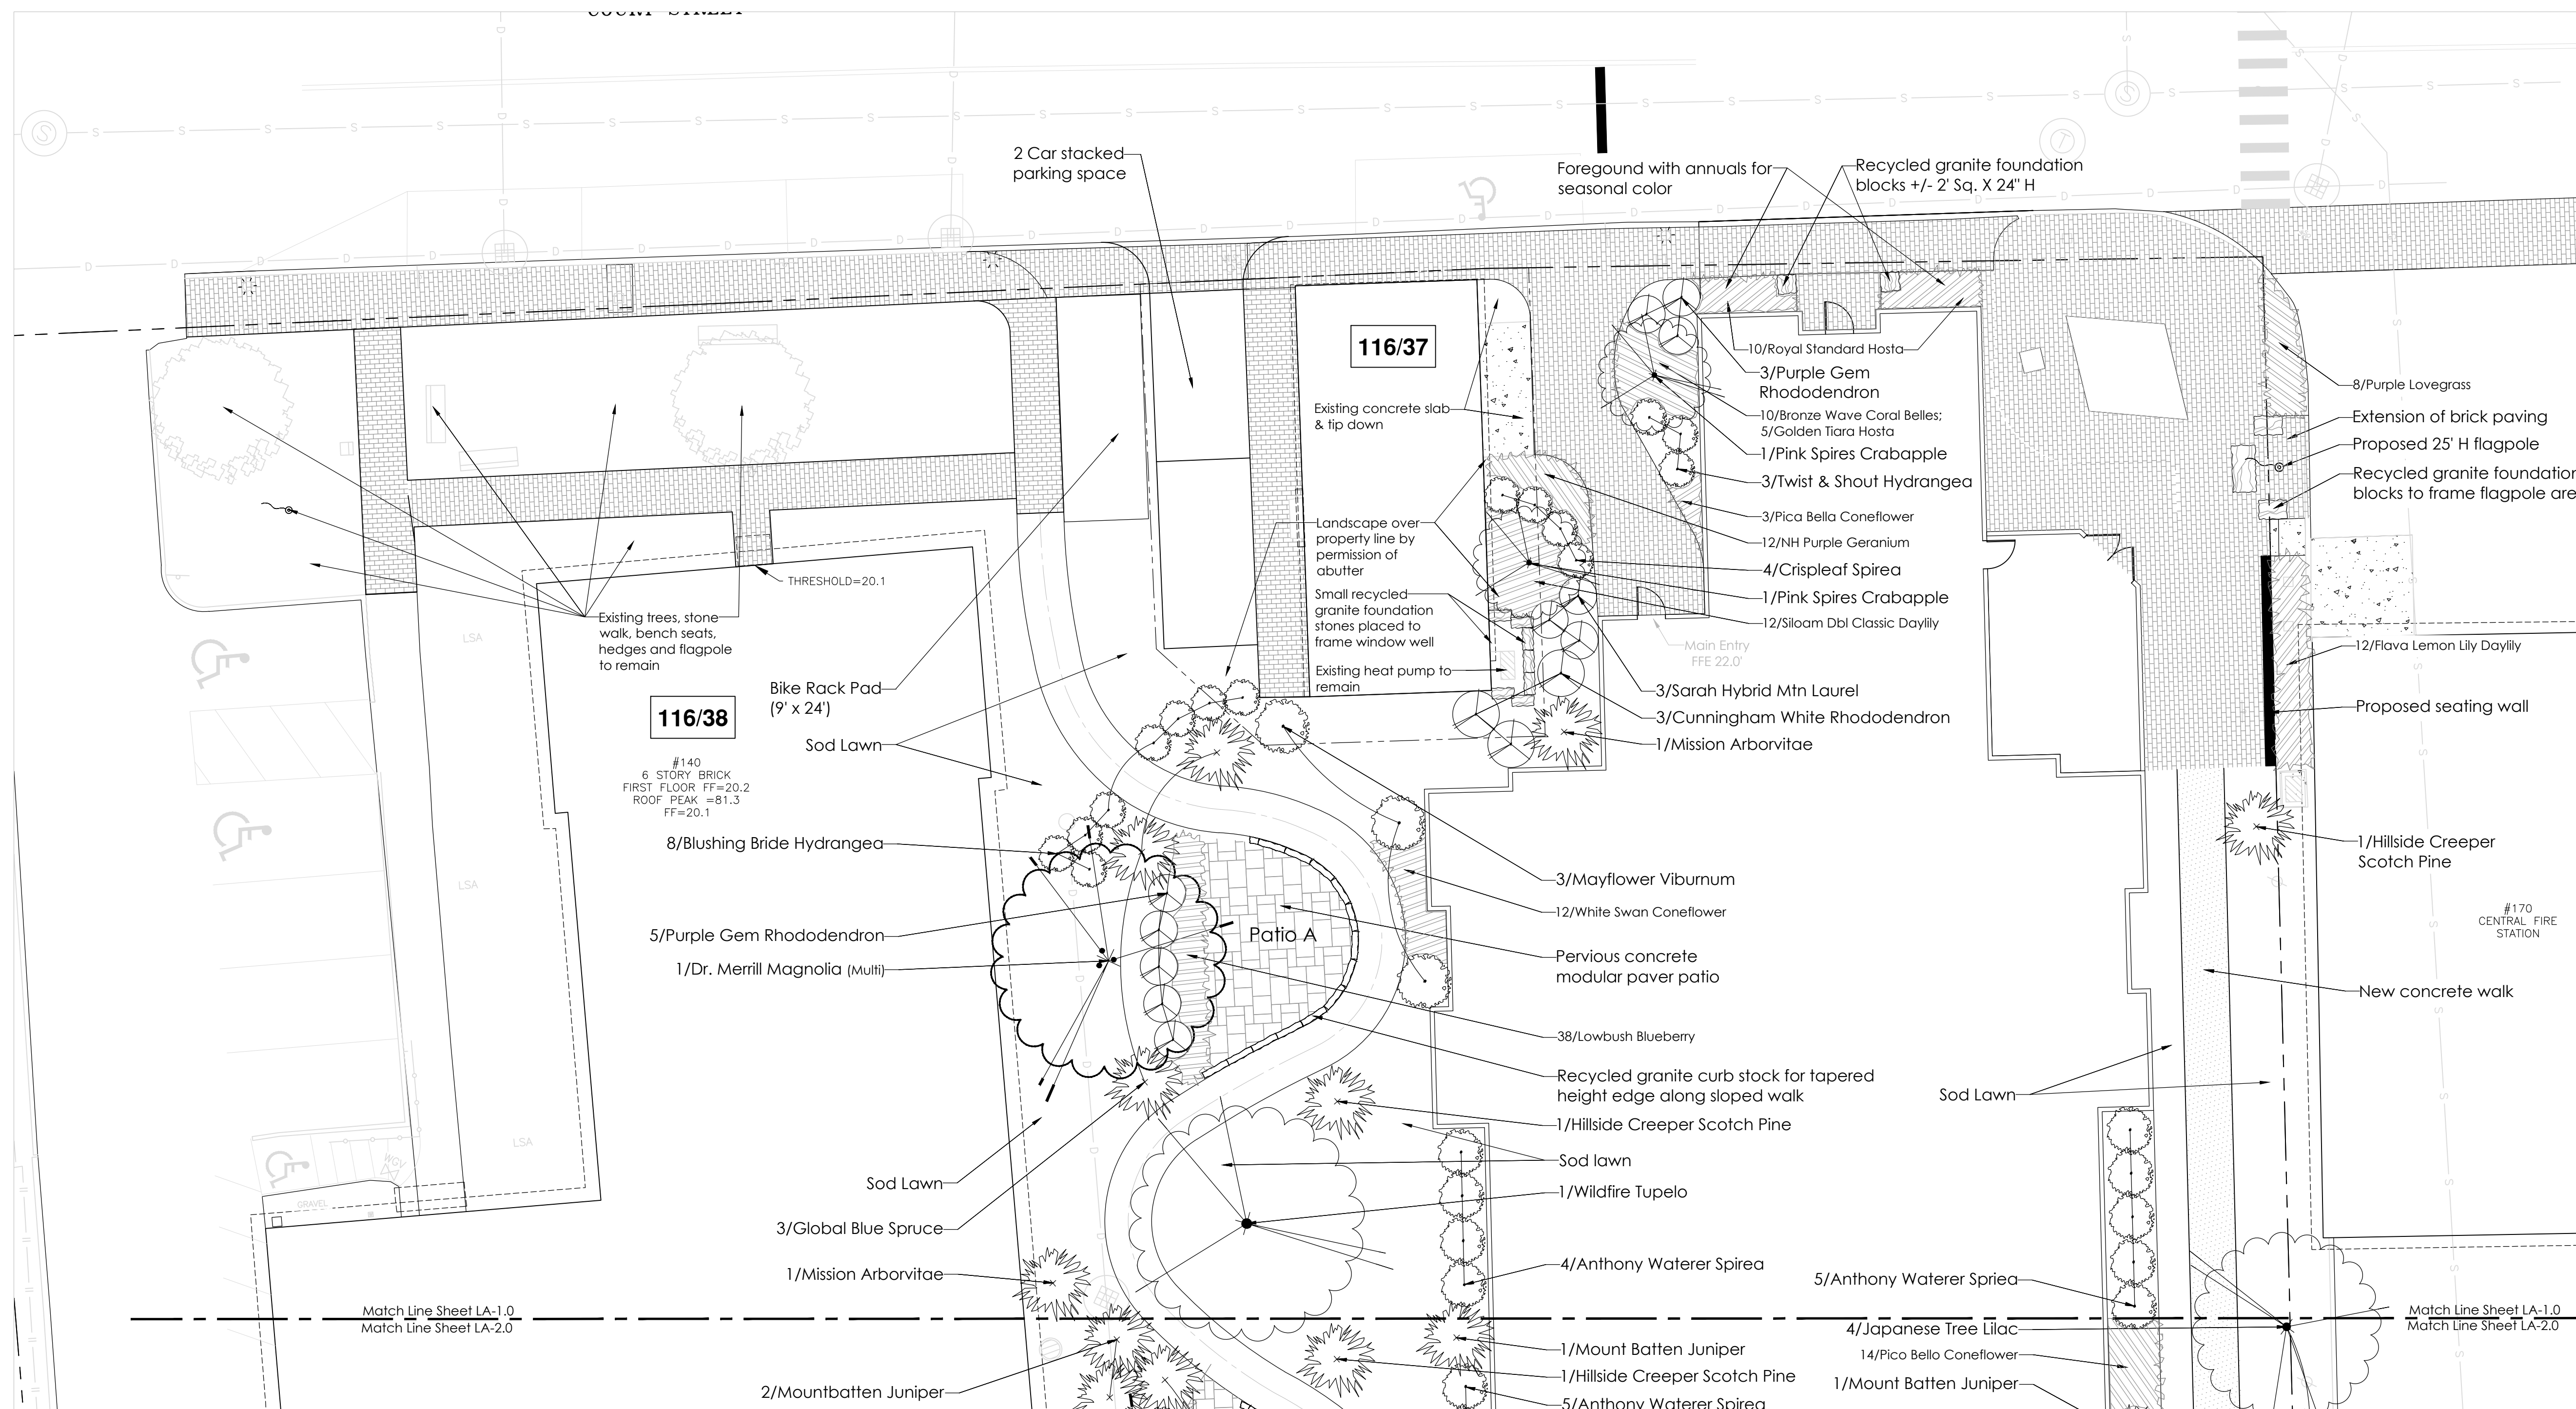 2 Car stacked
parking space
Foregound with annuals for
seasonal color
Recycled granite foundation
blocks +/- 2' Sq. X 24" H
116/37
10/Royal Standard Hosta
3/Purple Gem
Rhododendron
10/Bronze Wave Coral Belles;
5/Golden Tiara Hosta
1/Pink Spires Crabapple
3/Twist & Shout Hydrangea
3/Pica Bella Coneflower
12/NH Purple Geranium
4/Crispleaf Spirea
1/Pink Spires Crabapple
12/Siloam Dbl Classic Daylily
Main Entry
FFE 22.0'
3/Sarah Hybrid Mtn Laurel
3/Cunningham White Rhododendron
1/Mission Arborvitae
Existing concrete slab
& tip down
Landscape over
property line by
permission of
abutter
Small recycled
granite foundation
stones placed to
frame window well
Existing heat pump to
remain
8/Purple Lovegrass
Extension of brick paving
Proposed 25' H flagpole
Recycled granite foundation
blocks to frame flagpole are
12/Flava Lemon Lily Daylily
Proposed seating wall
1/Hillside Creeper
Scotch Pine
#170
CENTRAL FIRE
STATION
New concrete walk
THRESHOLD=20.1
Existing trees, stone
walk, bench seats,
hedges and flagpole
to remain
LSA
116/38
Bike Rack Pad
(9' x 24')
Sod Lawn
#140
6 STORY BRICK
FIRST FLOOR FF=20.2
ROOF PEAK =81.3
FF=20.1
8/Blushing Bride Hydrangea
LSA
5/Purple Gem Rhododendron
1/Dr. Merrill Magnolia (Multi)
Patio A
3/Mayflower Viburnum
12/White Swan Coneflower
Pervious concrete
modular paver patio
38/Lowbush Blueberry
Recycled granite curb stock for tapered
height edge along sloped walk
1/Hillside Creeper Scotch Pine
Sod Lawn
Sod lawn
1/Wildfire Tupelo
LSA
WGV
GRAVEL
Sod Lawn
3/Global Blue Spruce
1/Mission Arborvitae
4/Anthony Waterer Spirea
5/Anthony Waterer Spriea
Match Line Sheet LA-1.0
Match Line Sheet LA-2.0
Match Line Sheet LA-1.0
Match Line Sheet LA-2.0
4/Japanese Tree Lilac
14/Pico Bello Coneflower
1/Mount Batten Juniper
1/Mount Batten Juniper
1/Hillside Creeper Scotch Pine
5/Anthony Waterer Spirea
2/Mountbatten Juniper